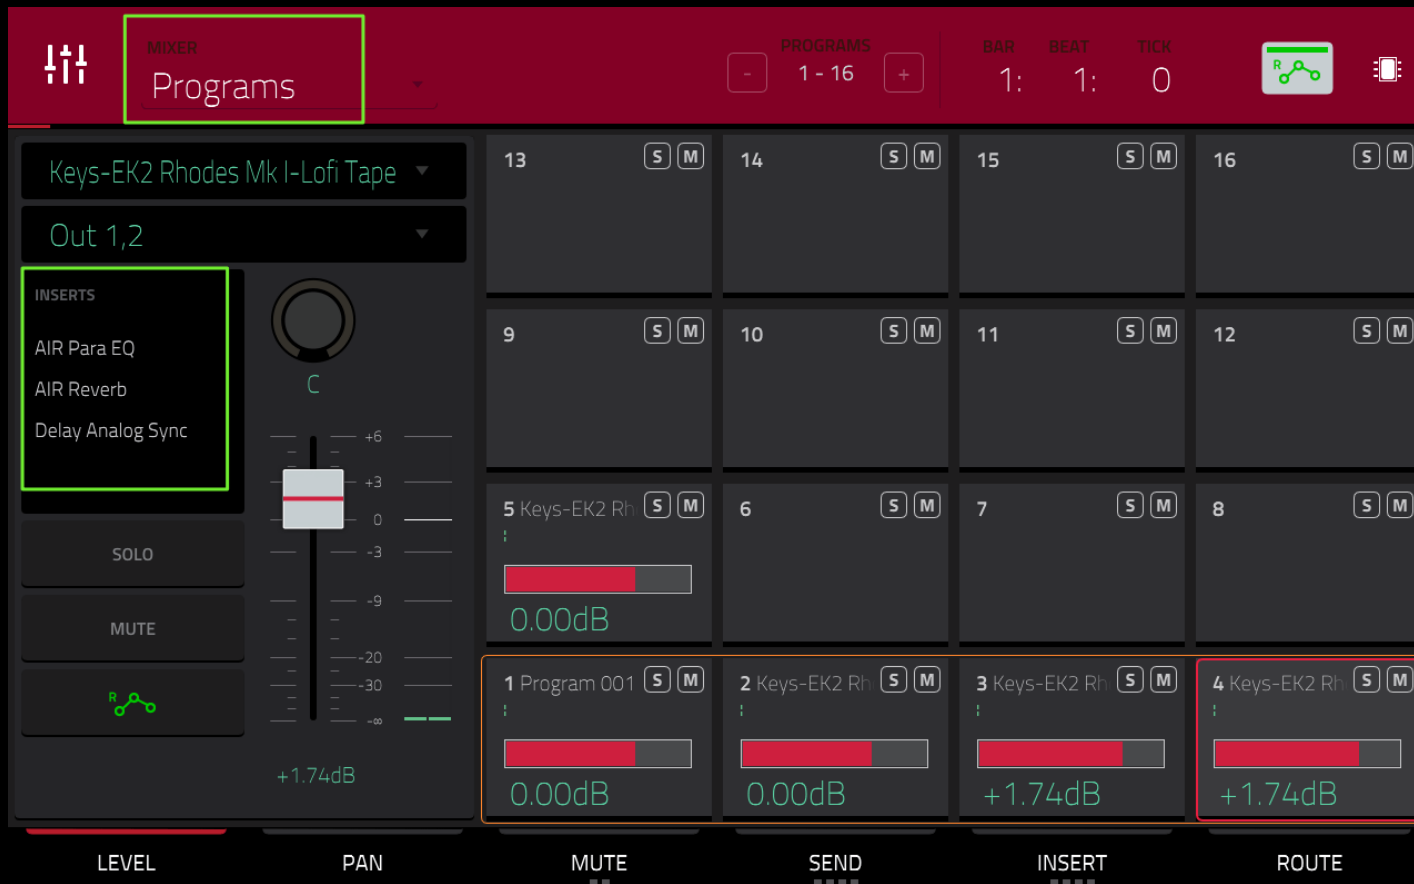 MIXER
Programs
PROGRAMS
- 1 - 16 +
BAR BEAT TICK
1: 1: 0
R
Keys-EK2 Rhodes Mk I-Lofi Tape
Out 1,2
INSERTS
AIR Para EQ
AIR Reverb
Delay Analog Sync
C
+6
+3
0
-3
-9
-20
-30
-∞
+1.74dB
SOLO
MUTE
R
13 S M
14 S M
15 S M
16 S M
9 S M
10 S M
11 S M
12 S M
5 Keys-EK2 Rh S M
0.00dB
6 S M
7 S M
8 S M
1 Program 001 S M
0.00dB
2 Keys-EK2 Rh S M
0.00dB
3 Keys-EK2 Rh S M
+1.74dB
4 Keys-EK2 Rh S M
+1.74dB
LEVEL PAN MUTE SEND INSERT ROUTE